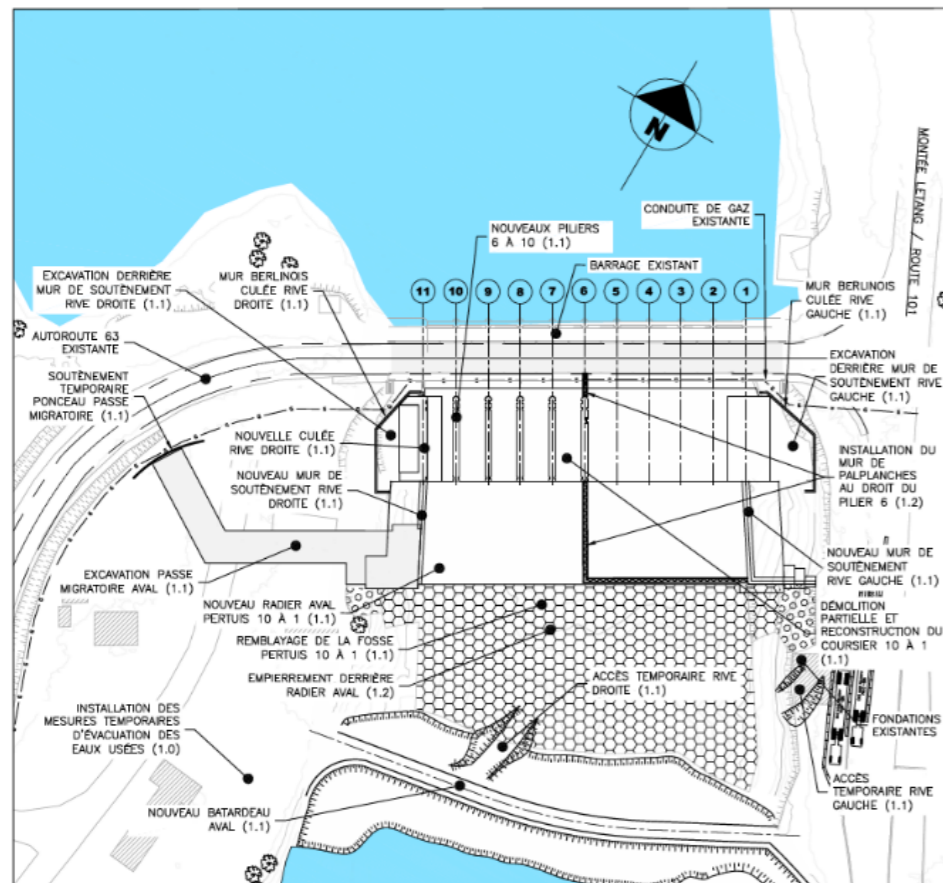 N
MONTÉE LETANG / ROUTE 101
CONDUITE DE GAZ
EXISTANTE
NOUVEAUX PILIERS
6 À 10 (1.1)
BARRAGE EXISTANT
EXCAVATION DERRIÈRE
MUR DE SOUTÈNEMENT
RIVE DROITE (1.1)
MUR BERLINOIS
CULÉE RIVE
DROITE (1.1)
11 10 9 8 7 6 5 4 3 2 1
MUR BERLINOIS
CULÉE RIVE
GAUCHE (1.1)
AUTOROUTE 63
EXISTANTE
SOUTÈNEMENT
TEMPORAIRE
PONCEAU PASSE
MIGRATOIRE (1.1)
EXCAVATION
DERRIÈRE MUR DE
SOUTÈNEMENT RIVE
GAUCHE (1.1)
NOUVELLE CULÉE
RIVE DROITE (1.1)
NOUVEAU MUR DE
SOUTÈNEMENT RIVE
DROITE (1.1)
INSTALLATION DU
MUR DE
PALPLANCHES
AU DROIT DU
PILIER 6 (1.2)
EXCAVATION PASSE
MIGRATOIRE AVAL (1.1)
NOUVEAU MUR DE
SOUTÈNEMENT
RIVE GAUCHE (1.1)
NOUVEAU RADIER AVAL
PERTUIS 10 À 1 (1.1)
REMBLAYAGE DE LA FOSSE
PERTUIS 10 À 1 (1.1)
EMPIERREMENT DERRIÈRE
RADIER AVAL (1.2)
DÉMOLITION
PARTIELLE ET
RECONSTRUCTION DU
COURSIER 10 À 1
(1.1)
ACCÈS TEMPORAIRE RIVE
DROITE (1.1)
INSTALLATION DES
MESURES TEMPORAIRES
D'ÉVACUATION DES
EAUX USÉES (1.0)
FONDATIONS
EXISTANTES
NOUVEAU BATARDEAU
AVAL (1.1)
ACCÈS
TEMPORAIRE RIVE
GAUCHE (1.1)